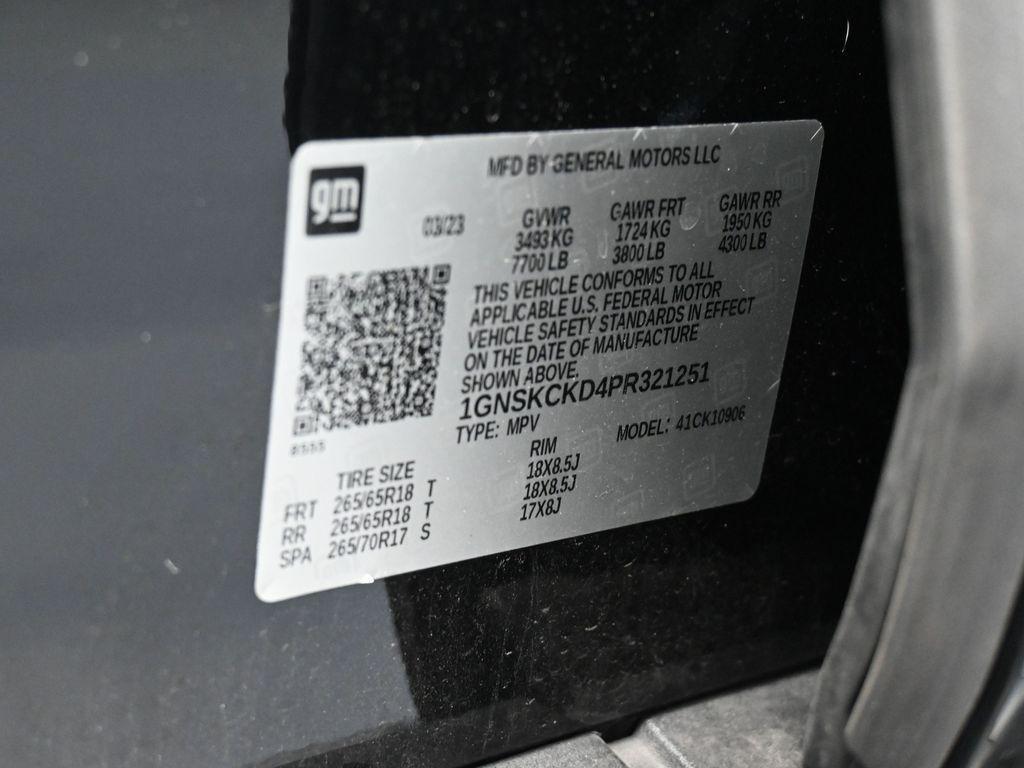 gm
MFD BY GENERAL MOTORS LLC
03/23 GVWR GAWR FRT GAWR RR
3493 KG 1724 KG 1950 KG
7700 LB 3800 LB 4300 LB
THIS VEHICLE CONFORMS TO ALL
APPLICABLE U.S. FEDERAL MOTOR
VEHICLE SAFETY STANDARDS IN EFFECT
ON THE DATE OF MANUFACTURE
SHOWN ABOVE.
1GNSKCKD4PR321251
TYPE: MPV MODEL: 41CK10906
TIRE SIZE RIM
FRT 265/65R18 T 18X8.5J
RR 265/65R18 T 18X8.5J
SPA 265/70R17 S 17X8J